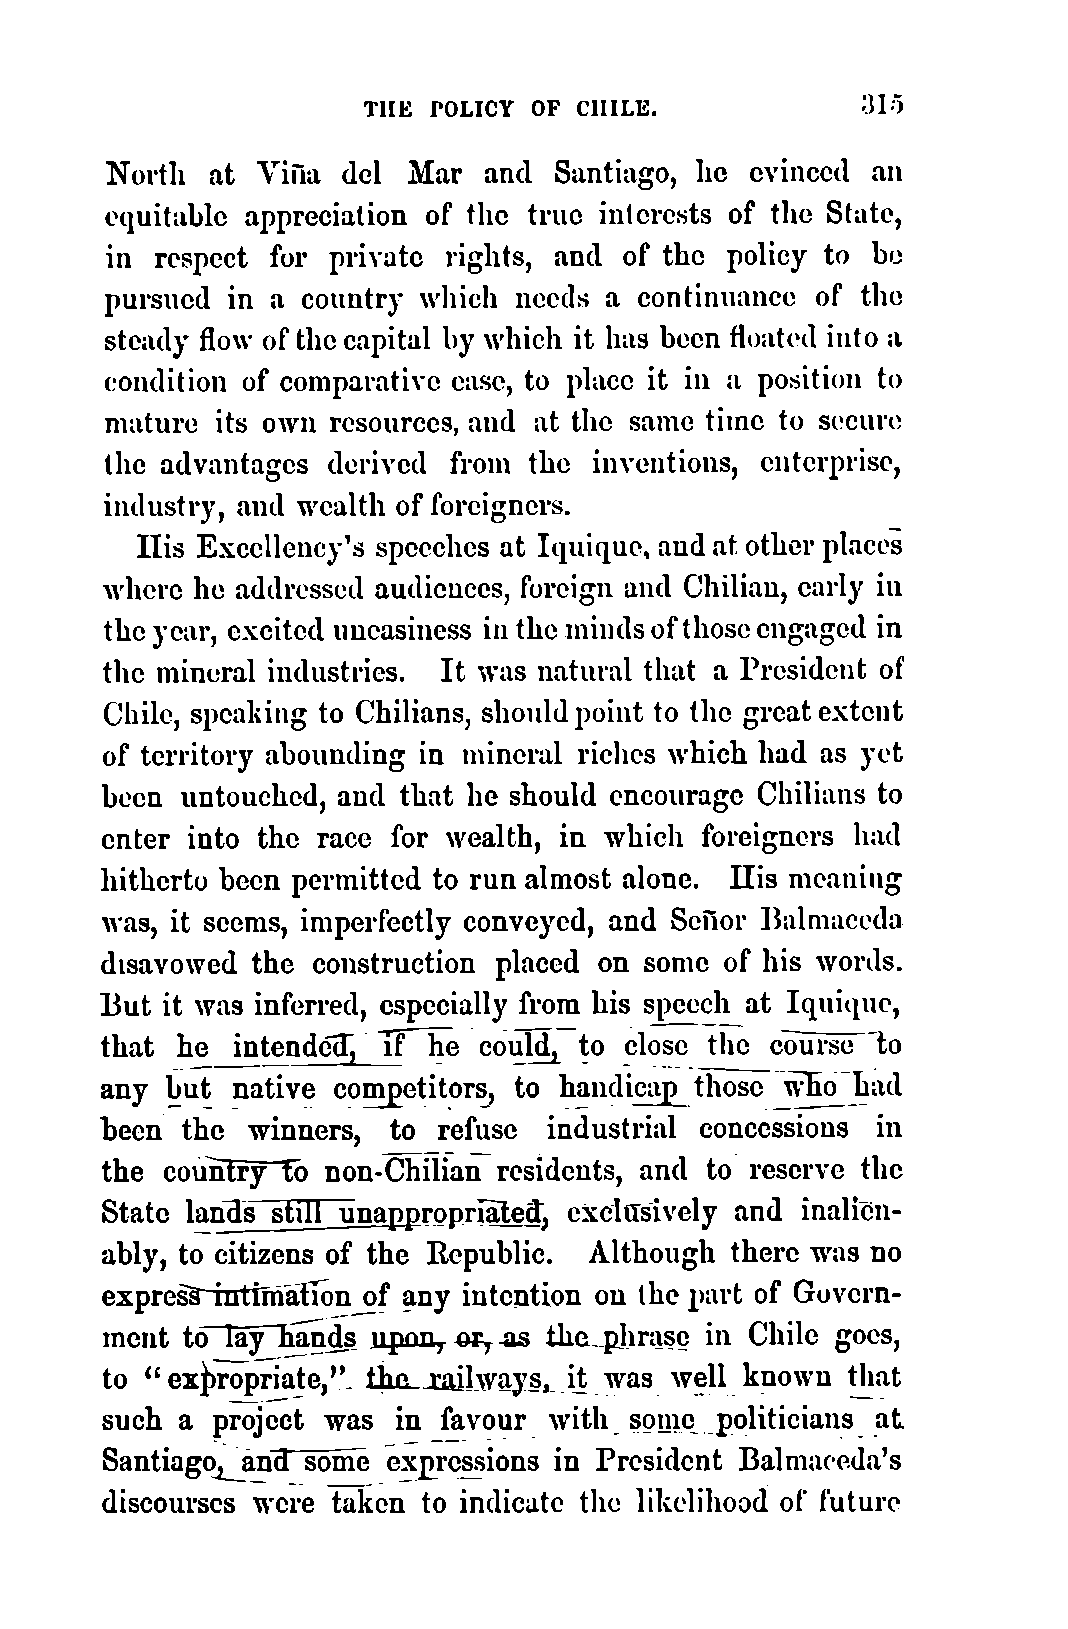 THE POLICY OF CHILE. 315
North at Viña del Mar and Santiago, he evinced an
equitable appreciation of the true interests of the State,
in respect for private rights, and of the policy to be
pursued in a country which needs a continuance of the
steady flow of the capital by which it has been floated into a
condition of comparative ease, to place it in a position to
mature its own resources, and at the same time to secure
the advantages derived from the inventions, enterprise,
industry, and wealth of foreigners.
His Excellency's speeches at Iquique, and at other places
where he addressed audiences, foreign and Chilian, early in
the year, excited uneasiness in the minds of those engaged in
the mineral industries. It was natural that a President of
Chile, speaking to Chilians, should point to the great extent
of territory abounding in mineral riches which had as yet
been untouched, and that he should encourage Chilians to
enter into the race for wealth, in which foreigners had
hitherto been permitted to run almost alone. His meaning
was, it seems, imperfectly conveyed, and Señor Balmaceda
disavowed the construction placed on some of his words.
But it was inferred, especially from his speech at Iquique,
that he intended, if he could, to close the course to
any but native competitors, to handicap those who had
been the winners, to refuse industrial concessions in
the country to non-Chilian residents, and to reserve the
State lands still unappropriated, exclusively and inalien-
ably, to citizens of the Republic. Although there was no
express intimation of any intention on the part of Govern-
ment to lay hands upon, or, as the phrase in Chile goes,
to "expropriate," the railways, it was well known that
such a project was in favour with some politicians at
Santiago, and some expressions in President Balmaceda's
discourses were taken to indicate the likelihood of future